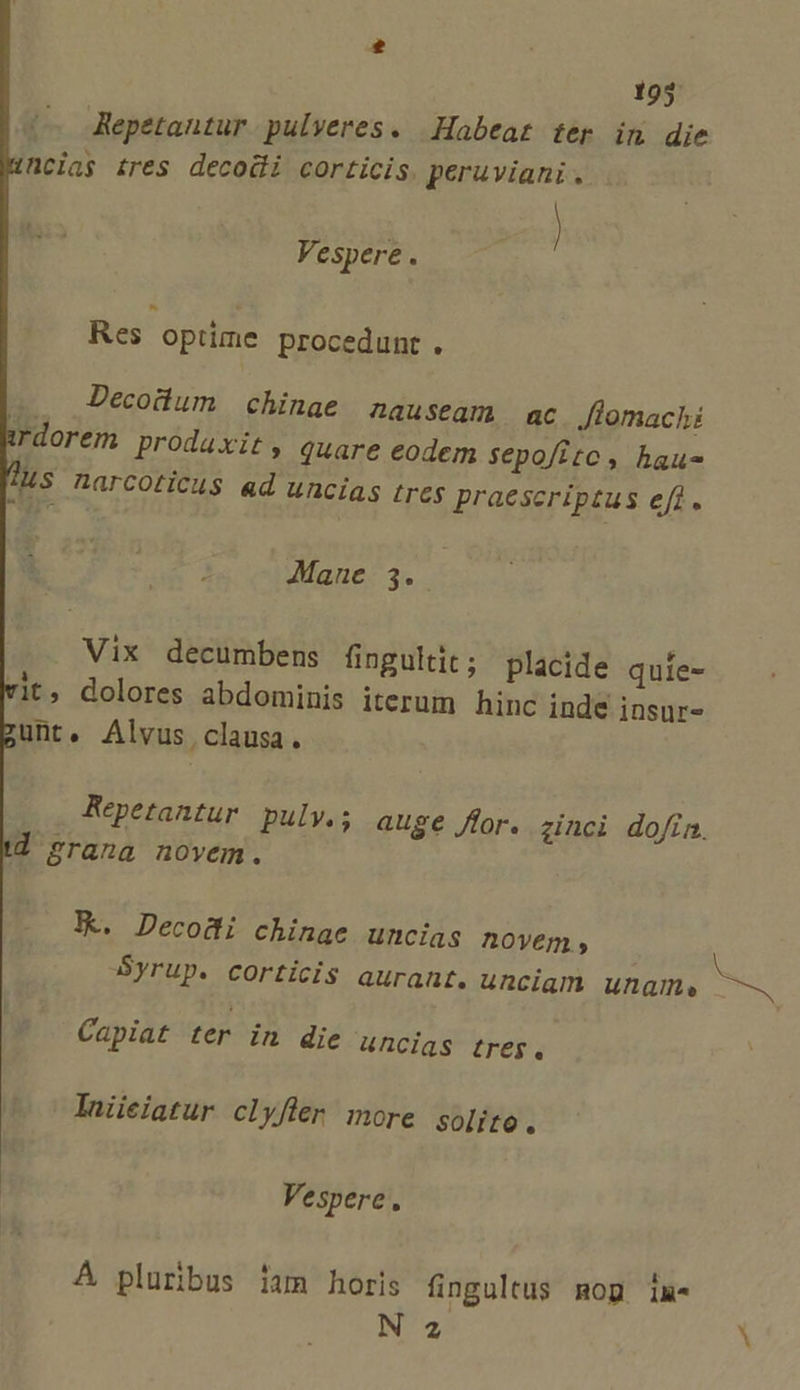 195
Repetantur pulveres. Habeat ter in die
uncias tres decocti corticis peruviani.
Vespere.
Res optime procedunt.
Decoctum chinae nauseam ac ſtomachi
ardorem produxit, quare eodem sepoſito, hau-
ſtus narcoticus ad uncias tres praescriptus eſt.
Mane 3.
Vix decumbens ſingultit; placide quie-
vit, dolores abdominis iterum hinc inde insur-
gunt. Alvus clausa.
Repetantur pulv.; auge flor. zinci doſin.
ad grana novem.
℞. Decocti chinae uncias novem,
Syrup. corticis aurant. unciam unam.
Capiat ter in die uncias tres.
Iniiciatur clyſter more solito.
Vespere.
A pluribus iam horis ſingultus non in-
N 2